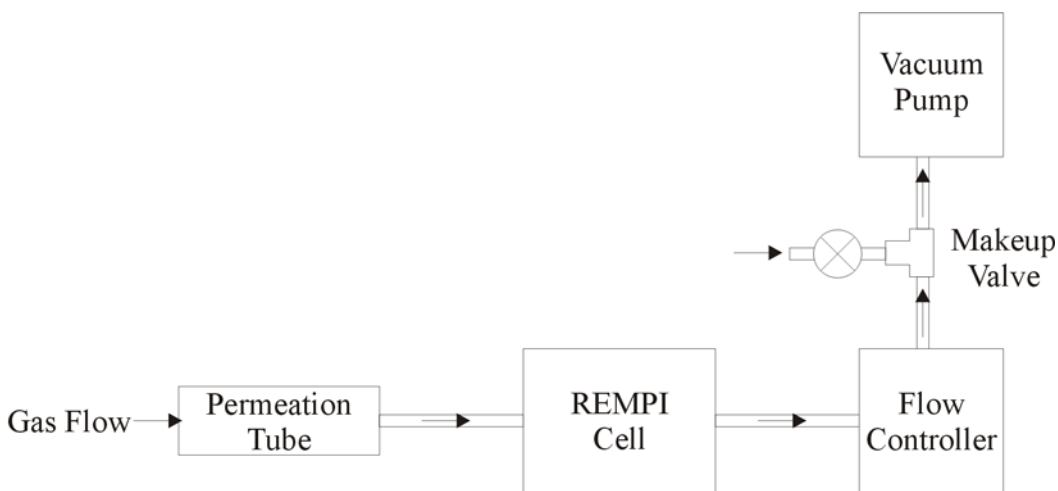 Vacuum
Pump
Makeup
Valve
Gas Flow
Permeation
Tube
REMPI
Cell
Flow
Controller